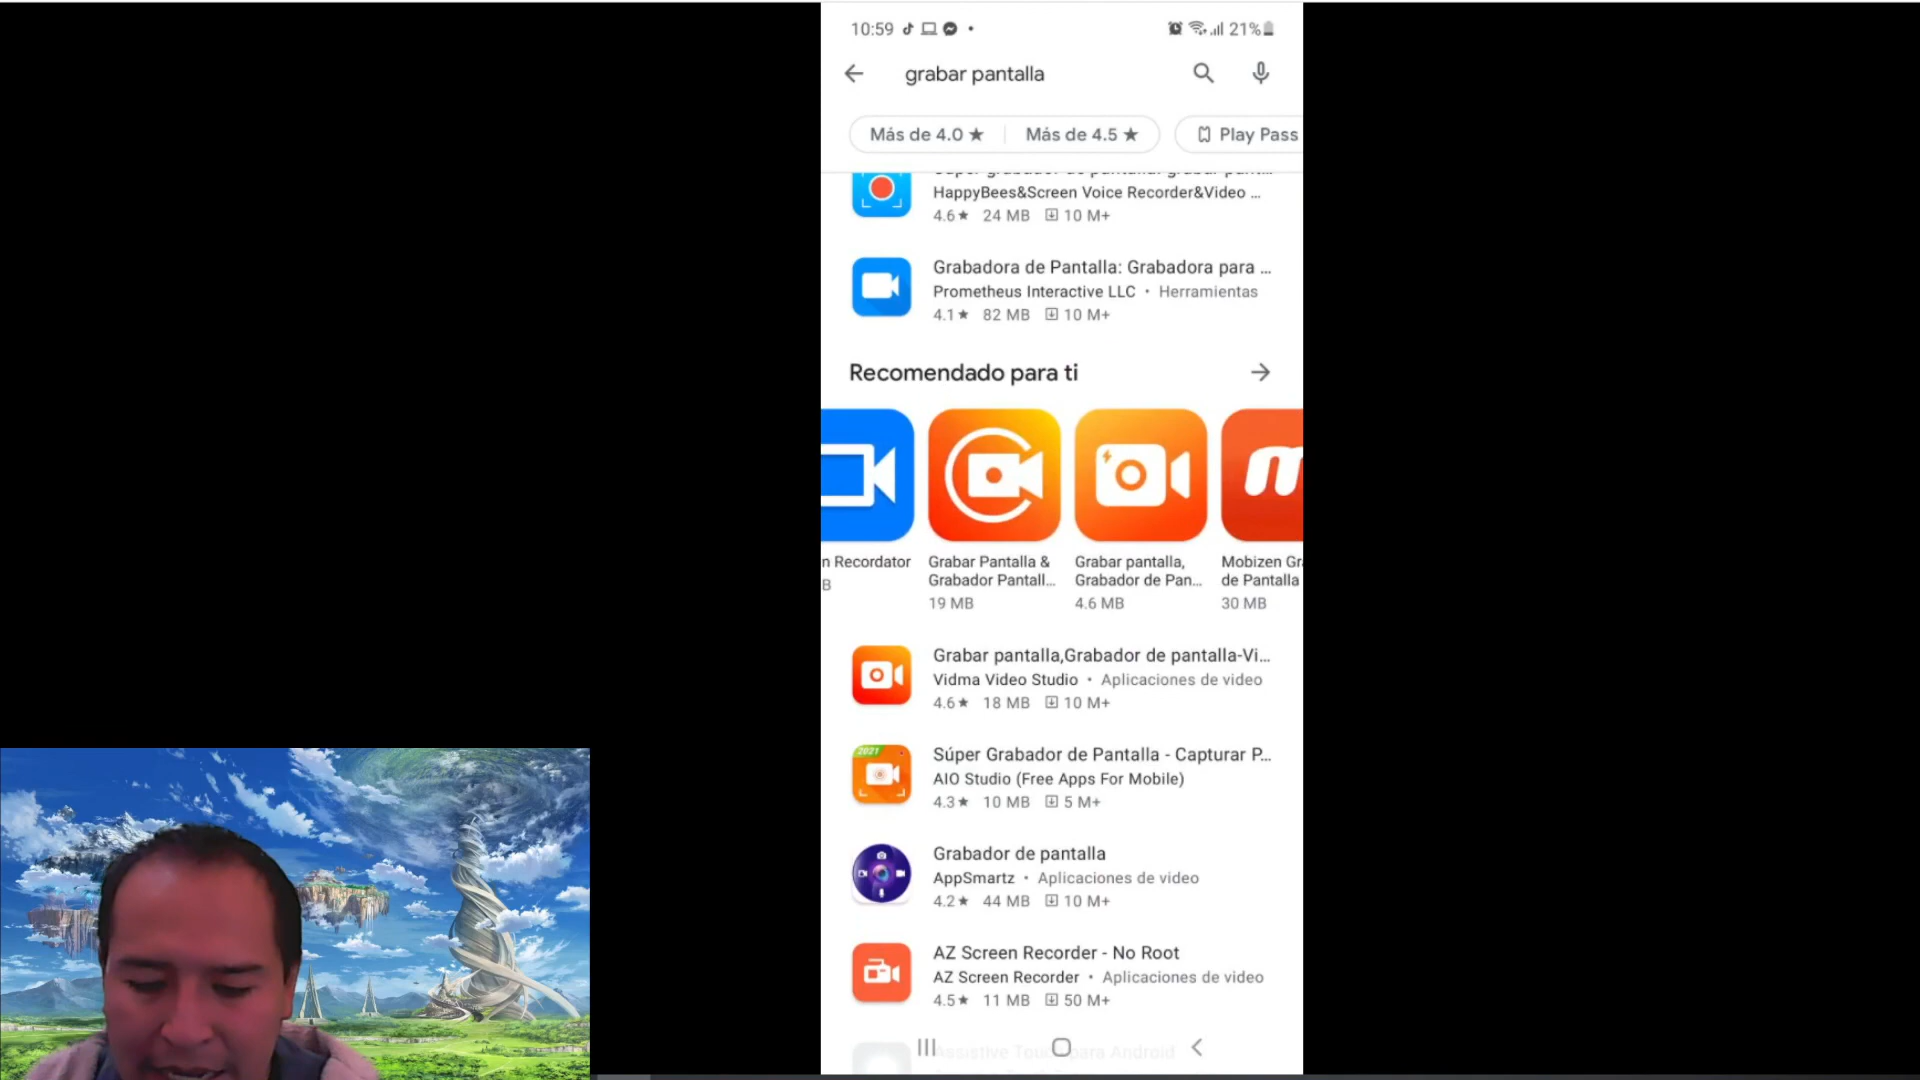 10:59
21%
grabar pantalla
Más de 4.0 ★
Más de 4.5 ★
Play Pass
HappyBees&Screen Voice Recorder&Video ...
4.6★ 24 MB 10 M+
Grabadora de Pantalla: Grabadora para ...
Prometheus Interactive LLC • Herramientas
4.1★ 82 MB 10 M+
Recomendado para ti
n Recordator
B
Grabar Pantalla &
Grabador Pantall...
19 MB
Grabar pantalla,
Grabador de Pan...
4.6 MB
Mobizen Gr
de Pantalla
30 MB
Grabar pantalla,Grabador de pantalla-Vi...
Vidma Video Studio • Aplicaciones de video
4.6★ 18 MB 10 M+
2021
Súper Grabador de Pantalla - Capturar P...
AIO Studio (Free Apps For Mobile)
4.3★ 10 MB 5 M+
Grabador de pantalla
AppSmartz • Aplicaciones de video
4.2★ 44 MB 10 M+
AZ Screen Recorder - No Root
AZ Screen Recorder • Aplicaciones de video
4.5★ 11 MB 50 M+
Assistive Touch para Android